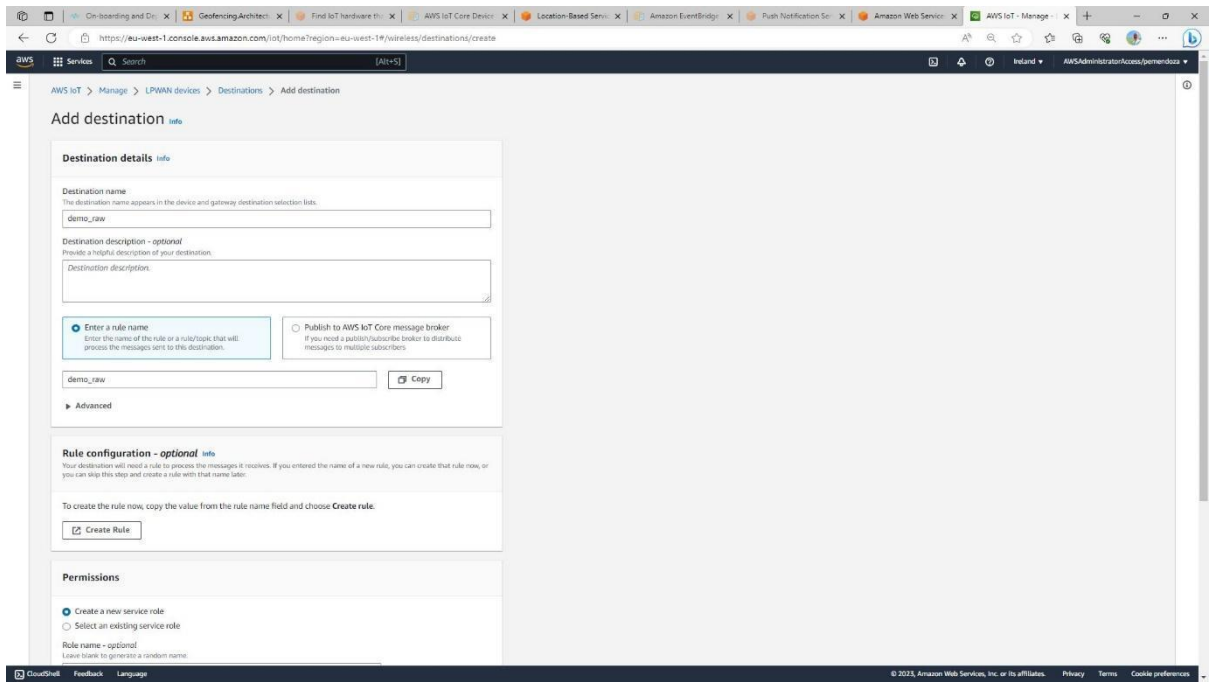 On-boarding and De
Geofencing.Architect
Find IoT hardware th
AWS IoT Core Device
Location-Based Servic
Amazon EventBridge
Push Notification Se
Amazon Web Service
AWS IoT - Manage -
https://eu-west-1.console.aws.amazon.com/iot/home?region=eu-west-1#/wireless/destinations/create
aws
Services
Search
[Alt+S]
Ireland
AWSAdministratorAccess/pemendoza
AWS IoT > Manage > LPWAN devices > Destinations > Add destination
Add destination Info
Destination details Info
Destination name
The destination name appears in the device and gateway destination selection lists.
demo_raw
Destination description - optional
Provide a helpful description of your destination.
Destination description.
Enter a rule name
Enter the name of the rule or a rule/topic that will
process the messages sent to this destination.
Publish to AWS IoT Core message broker
If you need a publish/subscribe broker to distribute
messages to multiple subscribers
demo_raw
Copy
Advanced
Rule configuration - optional Info
Your destination will need a rule to process the messages it receives. If you entered the name of a new rule, you can create that rule now, or
you can skip this step and create a rule with that name later.
To create the rule now, copy the value from the rule name field and choose Create rule.
Create Rule
Permissions
Create a new service role
Select an existing service role
Role name - optional
Leave blank to generate a random name.
CloudShell
Feedback
Language
© 2023, Amazon Web Services, Inc. or its affiliates.
Privacy
Terms
Cookie preferences